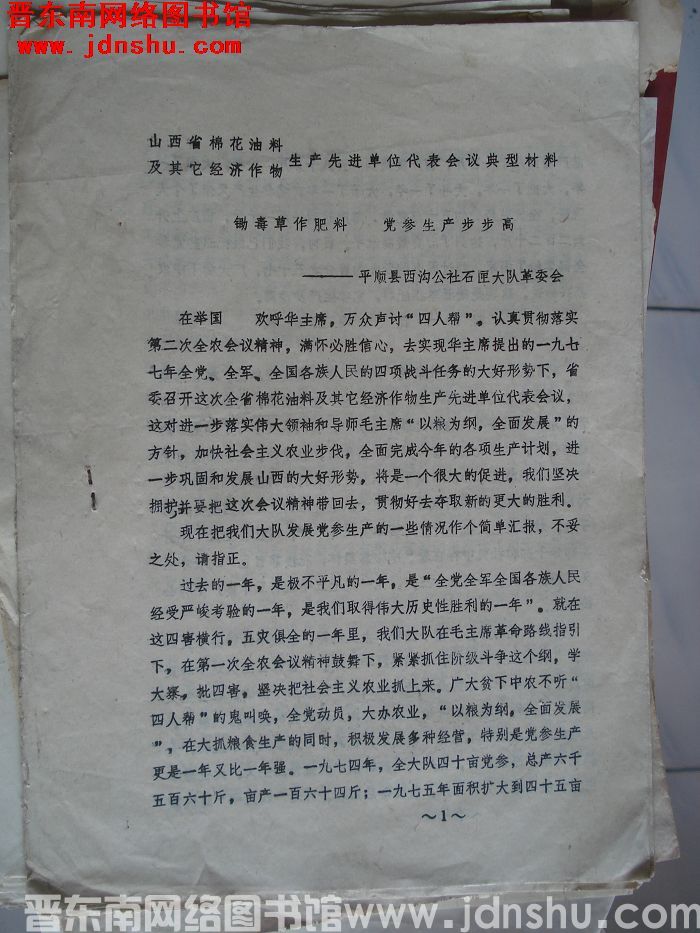 晋东南网络图书馆
www.jdnshu.com
山西省棉花油料
及其它经济作物 生产先进单位代表会议典型材料
锄毒草作肥料 党参生产步步高
———平顺县西沟公社石匣大队革委会
在举国 欢呼华主席，万众声讨“四人帮”。认真贯彻落实
第二次全农会议精神，满怀必胜信心，去实现华主席提出的一九七
七年全党、全军、全国各族人民的四项战斗任务的大好形势下，省
委召开这次全省棉花油料及其它经济作物生产先进单位代表会议，
这对进一步落实伟大领袖和导师毛主席“以粮为纲，全面发展”的
方针，加快社会主义农业步伐，全面完成今年的各项生产计划，进
一步巩固和发展山西的大好形势，将是一个很大的促进，我们坚决
拥护并要把这次会议精神带回去，贯彻好去夺取新的更大的胜利。
现在把我们大队发展党参生产的一些情况作个简单汇报，不妥
之处，请指正。
过去的一年，是极不平凡的一年，是“全党全军全国各族人民
经受严峻考验的一年，是我们取得伟大历史性胜利的一年”。就在
这四害横行，五灾俱全的一年里，我们大队在毛主席革命路线指引
下，在第一次全农会议精神鼓舞下，紧紧抓住阶级斗争这个纲，学
大寨，批四害，坚决把社会主义农业抓上来。广大贫下中农不听“
四人帮”的鬼叫唤，全党动员，大办农业，“以粮为纲，全面发展
”，在大抓粮食生产的同时，积极发展多种经营，特别是党参生产
更是一年又比一年强。一九七四年，全大队四十亩党参，总产六千
五百六十斤，亩产一百六十四斤；一九七五年面积扩大到四十五亩
～1～
晋东南网络图书馆www.jdnshu.com